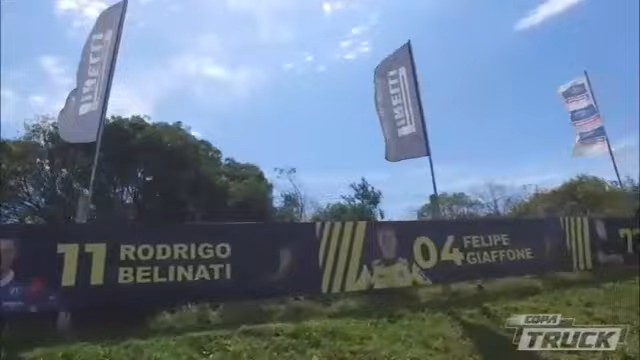 PIRELLI
PIRELLI
11 RODRIGO
BELINATI
04 FELIPE
GIAFFONE
COPA
TRUCK